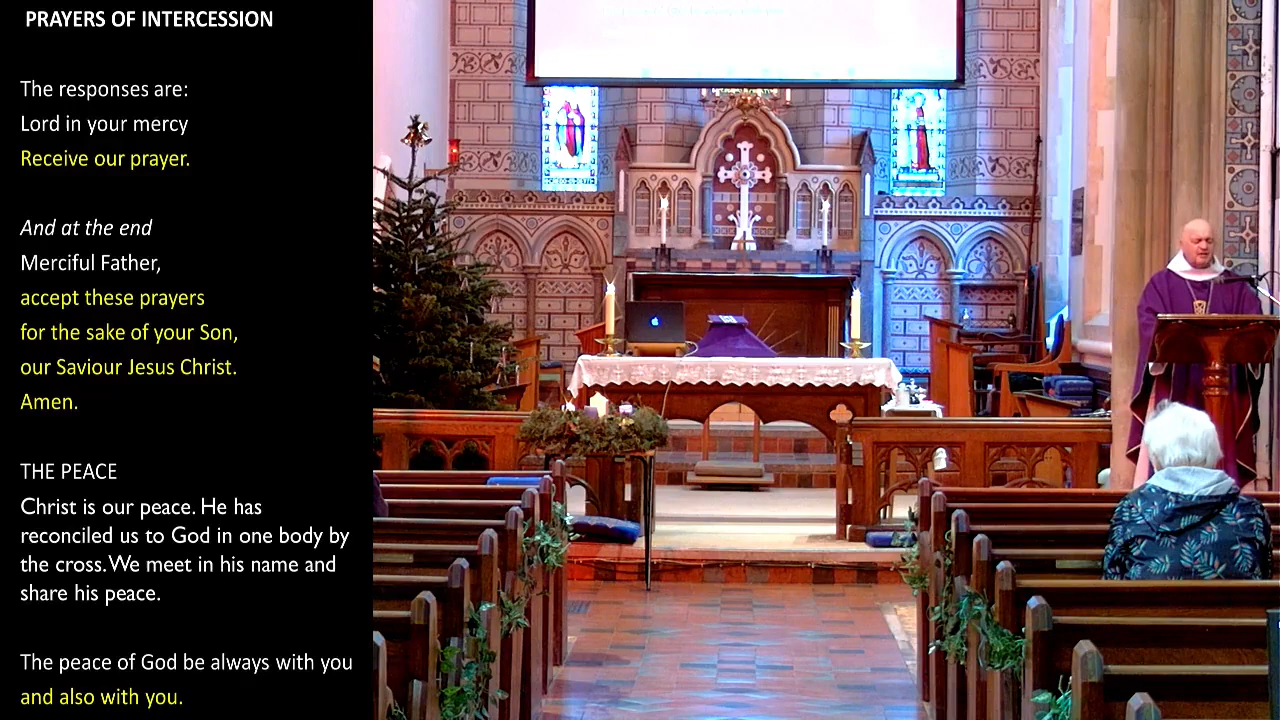 PRAYERS OF INTERCESSION
The responses are:
Lord in your mercy
Receive our prayer.
And at the end
Merciful Father,
accept these prayers
for the sake of your Son,
our Saviour Jesus Christ.
Amen.
THE PEACE
Christ is our peace. He has
reconciled us to God in one body by
the cross.We meet in his name and
share his peace.
The peace of God be always with you
and also with you.